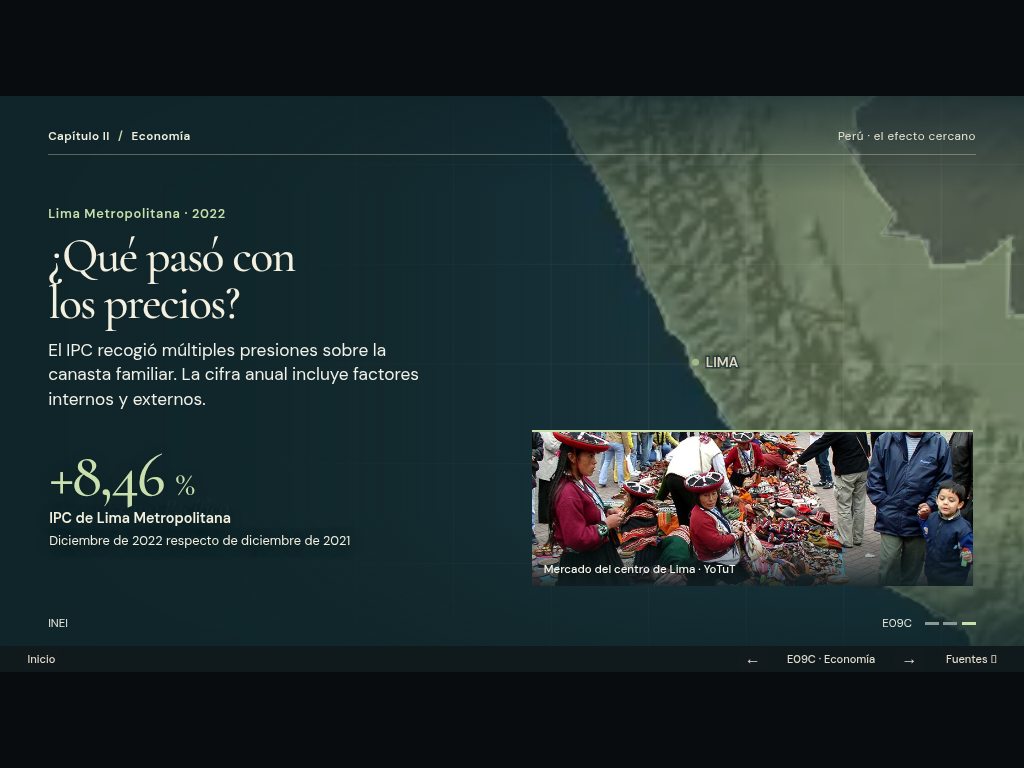 Capítulo II / Economía
Perú · el efecto cercano
Lima Metropolitana · 2022
¿Qué pasó con
los precios?
El IPC recogió múltiples presiones sobre la
canasta familiar. La cifra anual incluye factores
internos y externos.
LIMA
+8,46 %
IPC de Lima Metropolitana
Diciembre de 2022 respecto de diciembre de 2021
Mercado del centro de Lima · YoTuT
INEI
E09C
Inicio
← E09C · Economía →
Fuentes